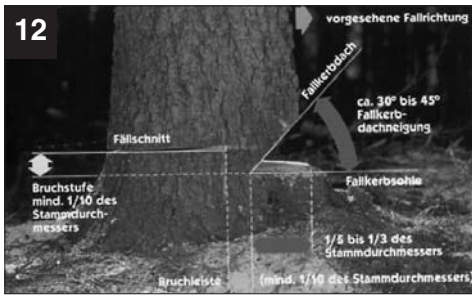 12
vorgesehene Fallrichtung
Fallkerbdach
ca. 30° bis 45°
Fallkerb-
dachneigung
Fällschnitt
Bruchstufe
mind. 1/10 des
Stammdurch-
messers
Fallkerbsohle
1/5 bis 1/3 des
Stammdurchmessers
Bruchleiste
(mind. 1/10 des Stammdurchmessers)